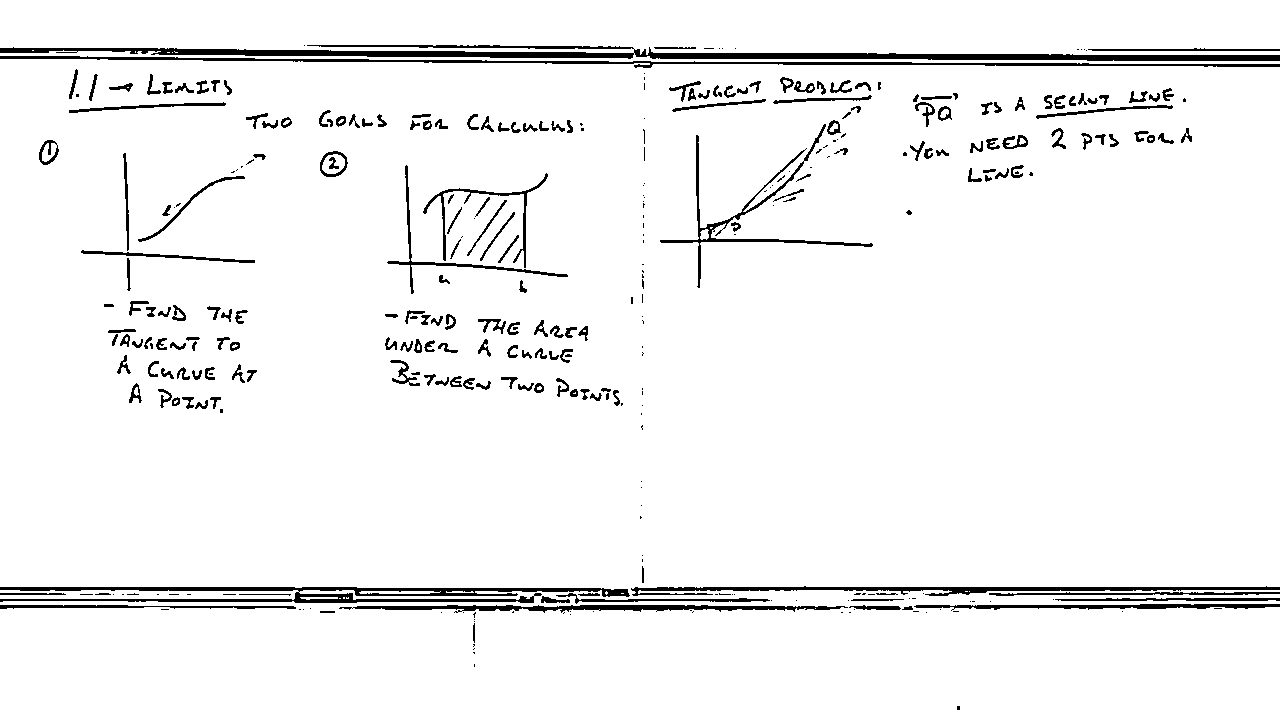 1.1 → LIMITS
TWO GOALS FOR CALCULUS:
①
②
a
b
- FIND THE
TANGENT TO
A CURVE AT
A POINT.
- FIND THE AREA
UNDER A CURVE
BETWEEN TWO POINTS.
TANGENT PROBLEM:
Q
P
PQ IS A SECANT LINE.
· YOU NEED 2 PTS FOR A
LINE.
·